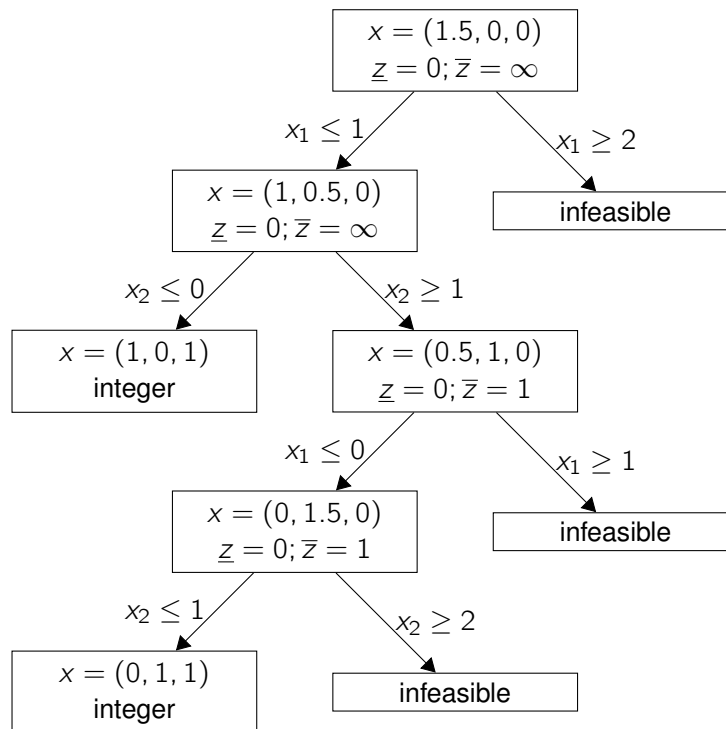 x = (1.5, 0, 0)
z = 0; z̅ = ∞
x₁ ≤ 1
x₁ ≥ 2
x = (1, 0.5, 0)
z = 0; z̅ = ∞
infeasible
x₂ ≤ 0
x₂ ≥ 1
x = (1, 0, 1)
integer
x = (0.5, 1, 0)
z̲ = 0; z̅ = 1
x₁ ≤ 0
x₁ ≥ 1
x = (0, 1.5, 0)
z̲ = 0; z̅ = 1
infeasible
x₂ ≤ 1
x₂ ≥ 2
x = (0, 1, 1)
integer
infeasible